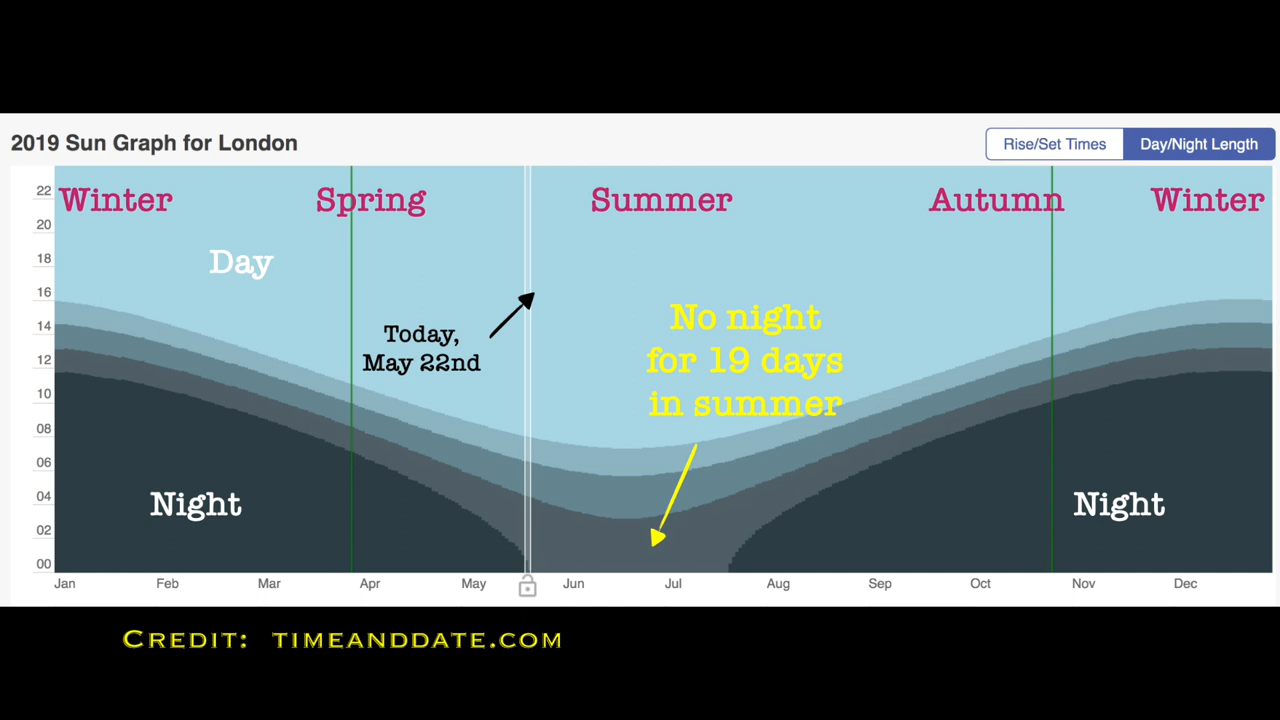 2019 Sun Graph for London
Rise/Set Times
Day/Night Length
Winter
Spring
Summer
Autumn
Winter
Day
Today,
May 22nd
No night
for 19 days
in summer
Night
Night
22
20
18
16
14
12
10
08
06
04
02
00
Jan
Feb
Mar
Apr
May
Jun
Jul
Aug
Sep
Oct
Nov
Dec
Credit: timeanddate.com